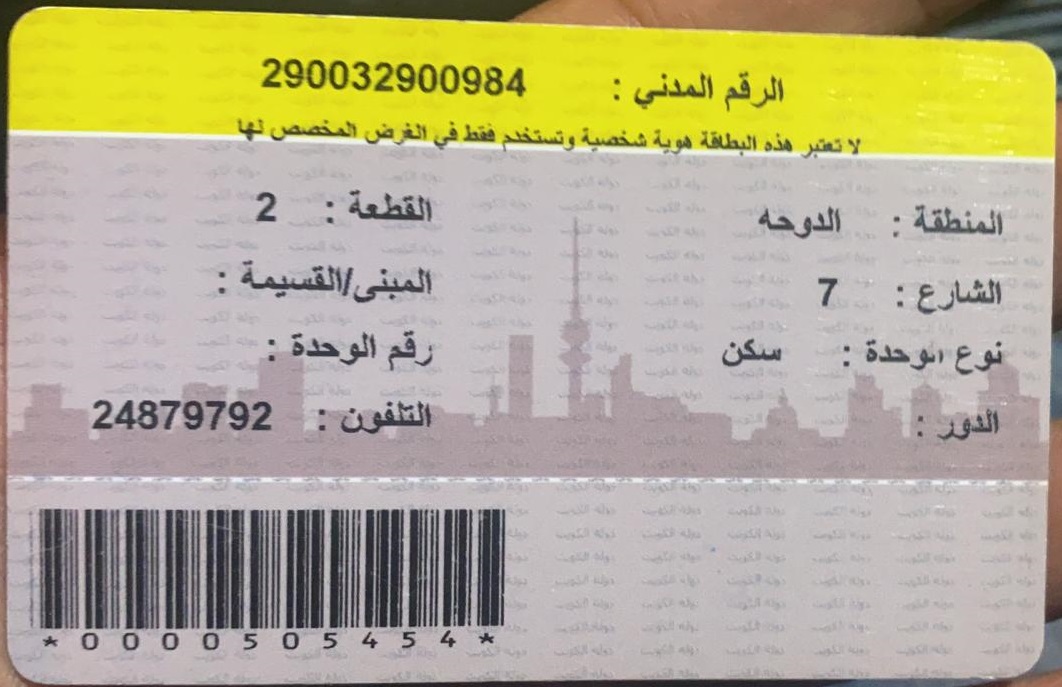 الرقم المدني : 290032900984
لا تعتبر هذه البطاقة هوية شخصية وتستخدم فقط في الغرض المخصص لها
المنطقة : الدوحه القطعة : 2
الشارع : 7 المبنى/القسيمة :
نوع الوحدة : سكن رقم الوحدة :
الدور : التلفون : 24879792
*0000505454*